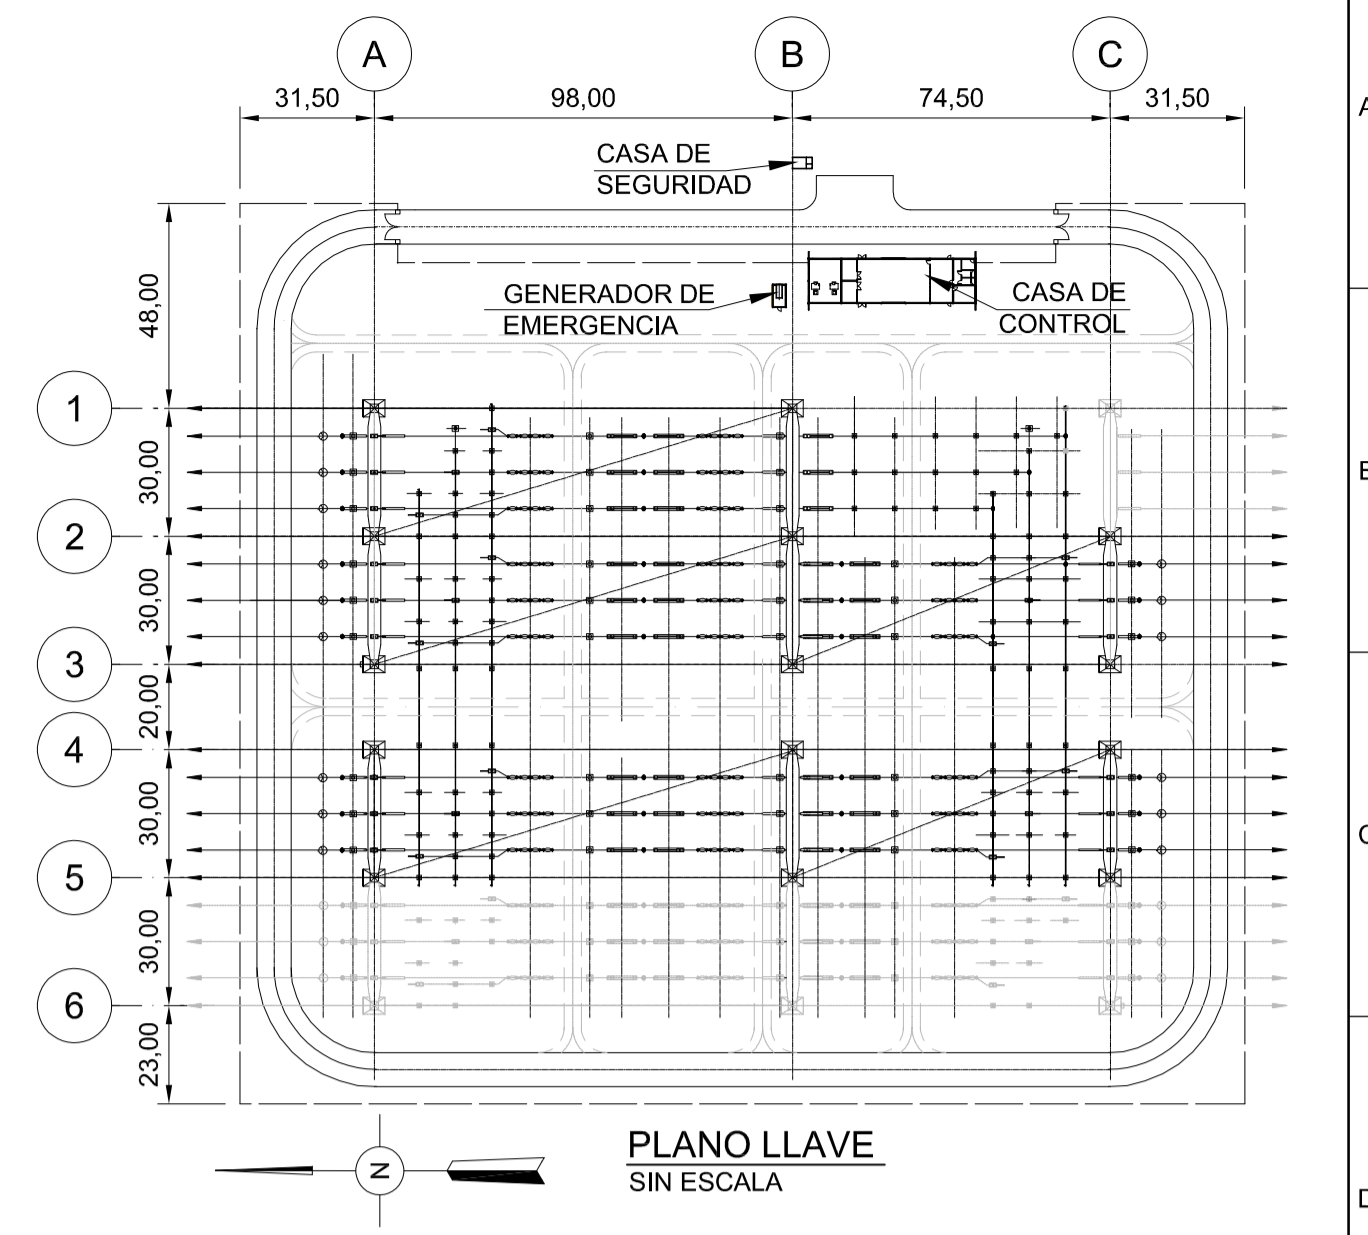 A B C
31,50 98,00 74,50 31,50
A
CASA DE
SEGURIDAD
48,00
GENERADOR DE
EMERGENCIA
CASA DE
CONTROL
1
30,00
B
2
30,00
3
20,00
4
30,00
C
5
30,00
6
23,00
N
PLANO LLAVE
SIN ESCALA
D